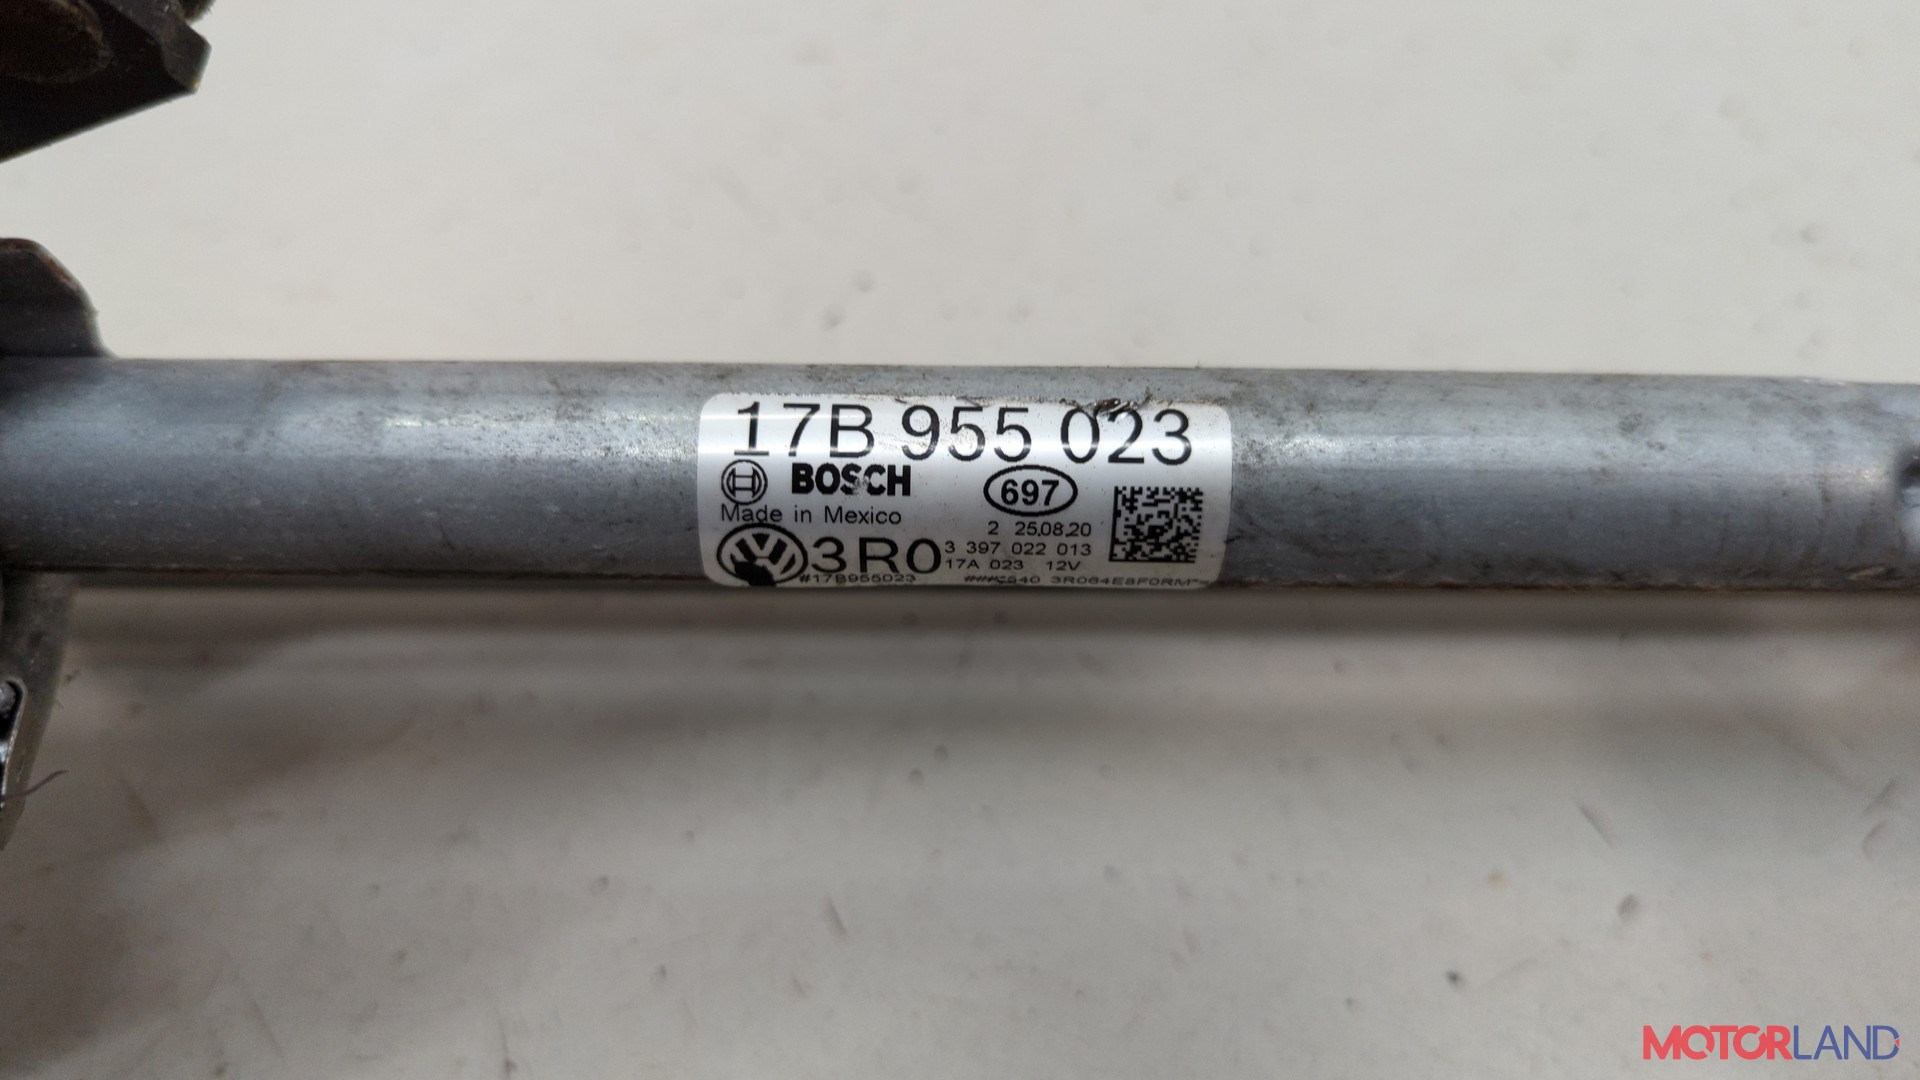 17B 955 023
BOSCH 697
Made in Mexico
2 25.08.20
3R0 3 397 022 013
17A 023 12V
#17B955023 3R064E8F0RM
MOTORLAND